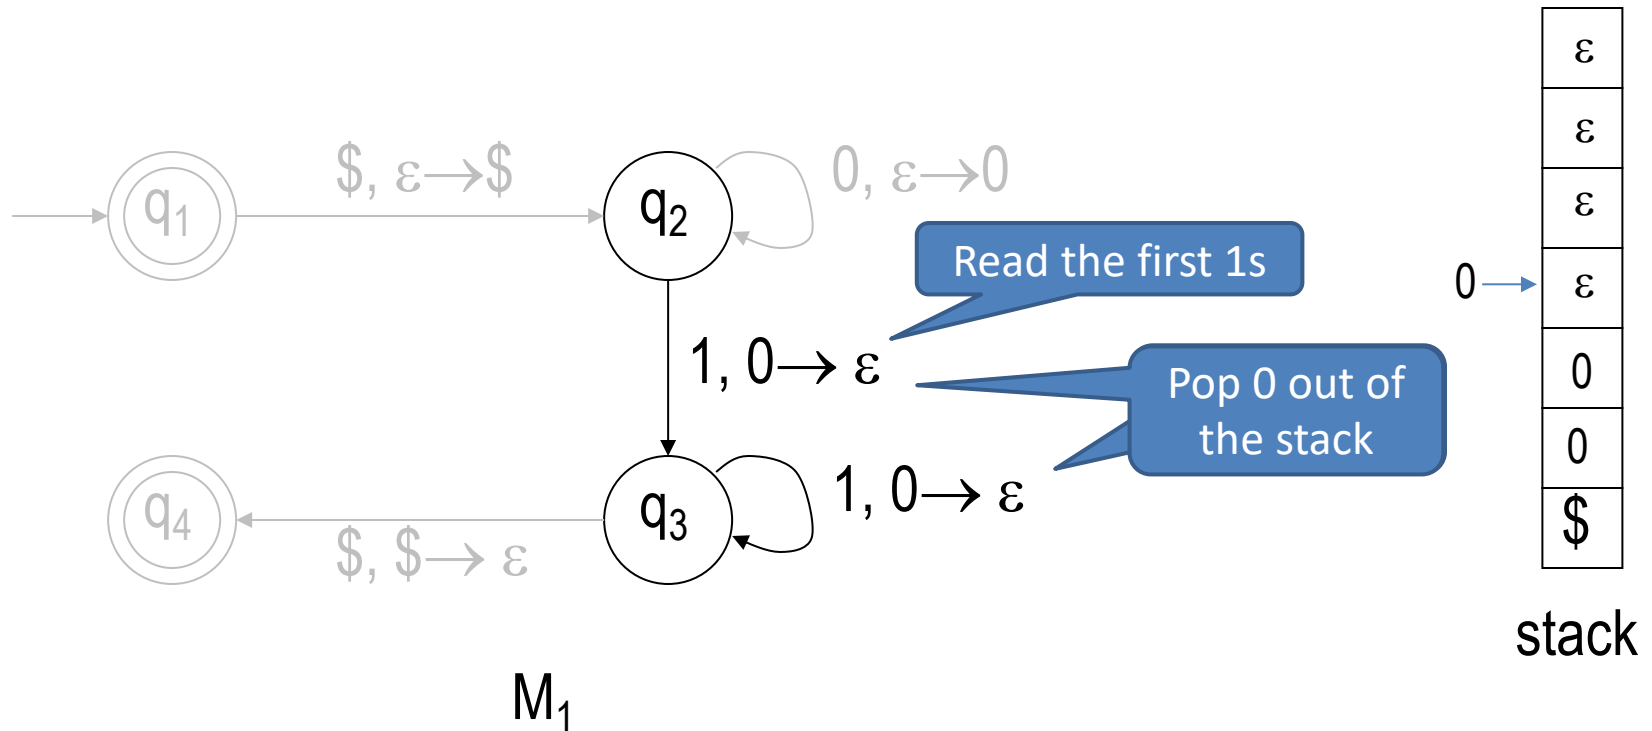 q₁
$, ε→$
q₂
0, ε→0
Read the first 1s
1, 0→ ε
Pop 0 out of
the stack
q₄
$, $→ ε
q₃
1, 0→ ε
M₁
ε
ε
ε
0
ε
0
0
$
stack